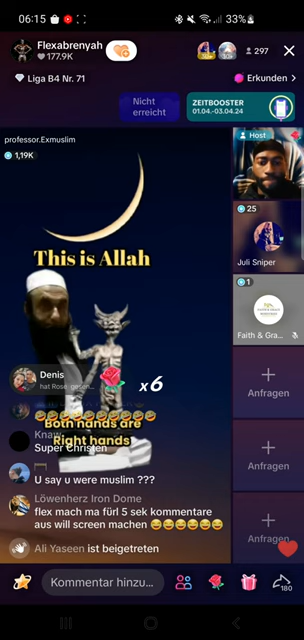 06:15
33%
Flexabrenyah
177.9K
297
Liga B4 Nr. 71
Erkunden >
Nicht
erreicht
ZEITBOOSTER
01.04.-03.04.24
professor.Exmuslim
1,19K
Host
This is Allah
25
Juli Sniper
1
Faith & Gra...
Denis
hat Rose gesen...
x6
Both hands are
Right hands
Knaw
Super Christen
U say u were muslim ???
Löwenherz Iron Dome
flex mach ma fürl 5 sek kommentare
aus will screen machen 😂😂😂😂😂😂
Ali Yaseen ist beigetreten
+
Anfragen
+
Anfragen
+
Anfragen
Kommentar hinzu...
180